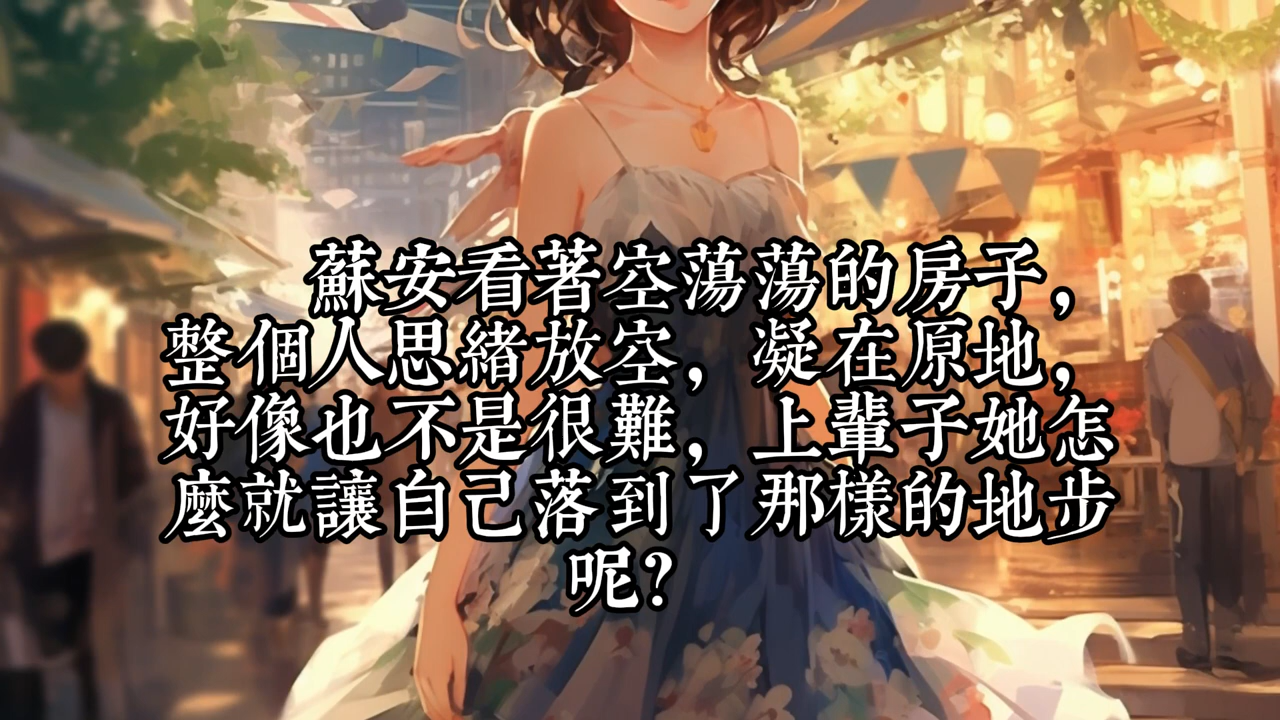 蘇安看著空蕩蕩的房子，
整個人思緒放空，凝在原地，
好像也不是很難，上輩子她怎
麼就讓自己落到了那樣的地步
呢？